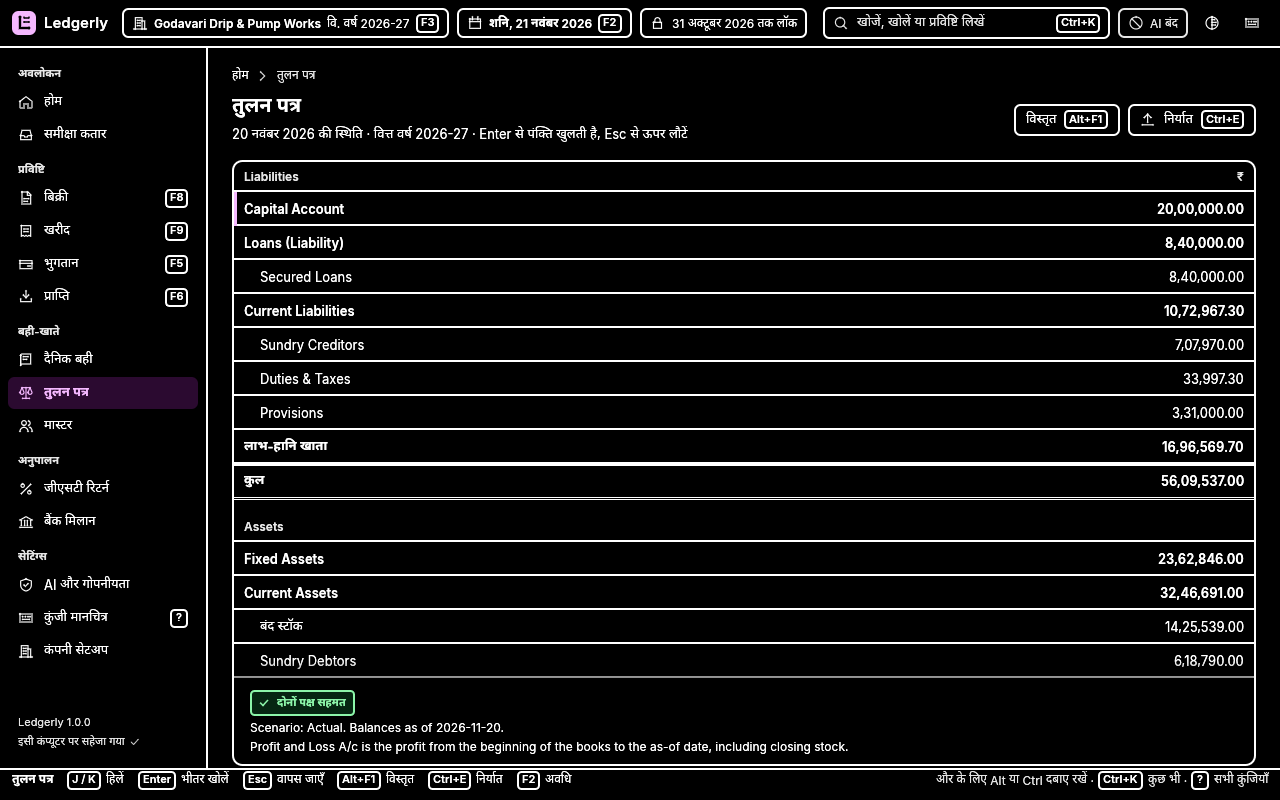 Ledgerly
Godavari Drip & Pump Works वि. वर्ष 2026-27 F3
शनि, 21 नवंबर 2026 F2
31 अक्टूबर 2026 तक लॉक
खोजें, खोलें या प्रविष्टि लिखें Ctrl+K
AI बंद
अवलोकन
होम
समीक्षा कतार
प्रविष्टि
बिक्री F8
खरीद F9
भुगतान F5
प्राप्ति F6
बही-खाते
दैनिक बही
तुलन पत्र
मास्टर
अनुपालन
जीएसटी रिटर्न
बैंक मिलान
सेटिंग्स
AI और गोपनीयता
कुंजी मानचित्र ?
कंपनी सेटअप
Ledgerly 1.0.0
इसी कंप्यूटर पर सहेजा गया
होम तुलन पत्र
तुलन पत्र
20 नवंबर 2026 की स्थिति · वित्त वर्ष 2026-27 · Enter से पंक्ति खुलती है, Esc से ऊपर लौटें
विस्तृत Alt+F1
निर्यात Ctrl+E
Liabilities ₹
Capital Account 20,00,000.00
Loans (Liability) 8,40,000.00
Secured Loans 8,40,000.00
Current Liabilities 10,72,967.30
Sundry Creditors 7,07,970.00
Duties & Taxes 33,997.30
Provisions 3,31,000.00
लाभ-हानि खाता 16,96,569.70
कुल 56,09,537.00
Assets
Fixed Assets 23,62,846.00
Current Assets 32,46,691.00
बंद स्टॉक 14,25,539.00
Sundry Debtors 6,18,790.00
दोनों पक्ष सहमत
Scenario: Actual. Balances as of 2026-11-20.
Profit and Loss A/c is the profit from the beginning of the books to the as-of date, including closing stock.
तुलन पत्र J / K हिलें Enter भीतर खोलें Esc वापस जाएँ Alt+F1 विस्तृत Ctrl+E निर्यात F2 अवधि
और के लिए Alt या Ctrl दबाए रखें · Ctrl+K कुछ भी · ? सभी कुंजियाँ